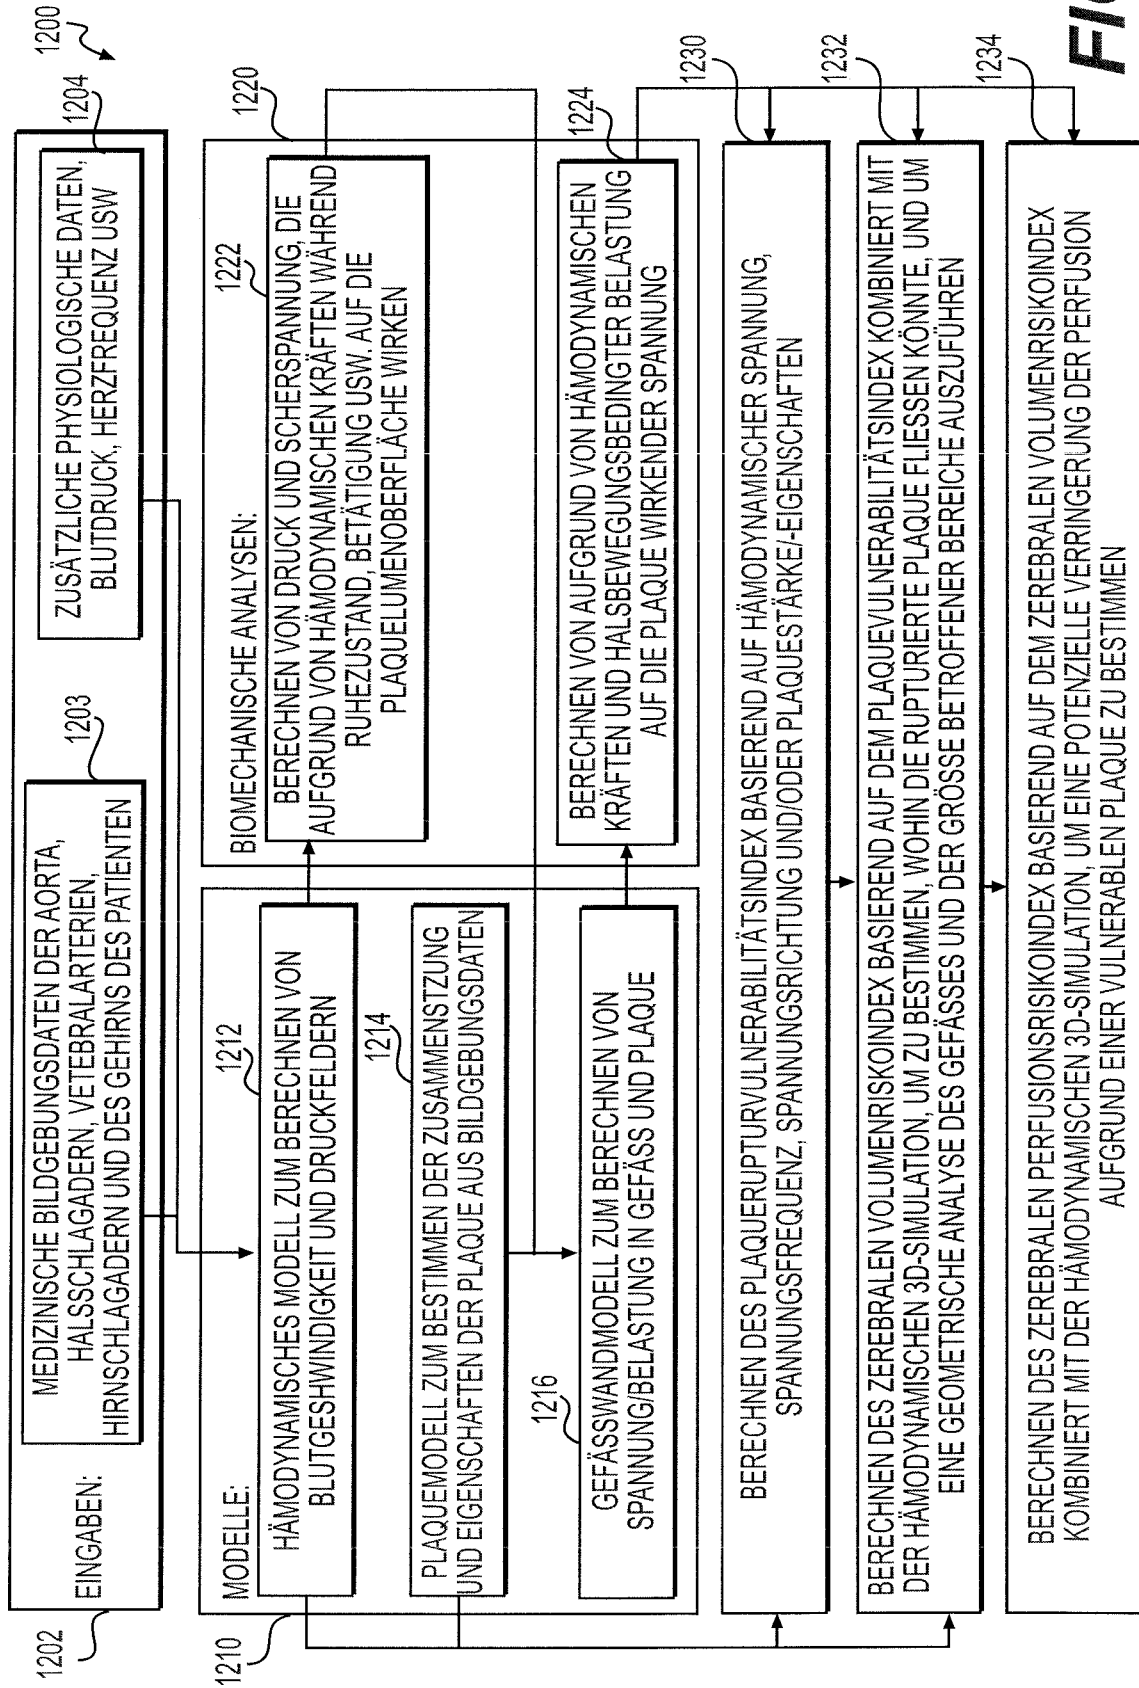 1200
1202
EINGABEN:
1203
MEDIZINISCHE BILDGEBUNGSDATEN DER AORTA,
HALSSCHLAGADERN, VETEBRALARTERIEN,
HIRNSCHLAGADERN UND DES GEHIRNS DES PATIENTEN
1204
ZUSÄTZLICHE PHYSIOLOGISCHE DATEN,
BLUTDRUCK, HERZFREQUENZ USW
1210
MODELLE:
1212
HÄMODYNAMISCHES MODELL ZUM BERECHNEN VON
BLUTGESHWINDIGKEIT UND DRUCKFELDERN
1214
PLAQUEMODELL ZUM BESTIMMEN DER ZUSAMMENSTZUNG
UND EIGENSCHAFTEN DER PLAQUE AUS BILDGEBUNGSDATEN
1216
GEFÄSSWANDMODELL ZUM BERECHNEN VON
SPANNUNG/BELASTUNG IN GEFÄSS UND PLAQUE
1220
BIOMECHANISCHE ANALYSEN:
1222
BERECHNEN VON DRUCK UND SCHERSPANNUNG, DIE
AUFGRUND VON HÄMODYNAMISCHEN KRÄFTEN WÄHREND
RUHEZUSTAND, BETÄTIGUNG USW. AUF DIE
PLAQUELUMENOBERFLÄCHE WIRKEN
1224
BERECHNEN VON AUFGRUND VON HÄMODYNAMISCHEN
KRÄFTEN UND HALSBEWEGUNGSBEDINGTER BELASTUNG
AUF DIE PLAQUE WIRKENDER SPANNUNG
1230
BERECHNEN DES PLAQUERUPTURVULNERABILITÄTSINDEX BASIEREND AUF HÄMODYNAMISCHER SPANNUNG,
SPANNUNGSFREQUENZ, SPANNUNGSRICHTUNG UND/ODER PLAQUESTÄRKE/-EIGENSCHAFTEN
1232
BERECHNEN DES ZEREBRALEN VOLUMENRISKOINDEX BASIEREND AUF DEM PLAQUEVULNERABILITÄTSINDEX KOMBINIERT MIT
DER HÄMODYNAMISCHEN 3D-SIMULATION, UM ZU BESTIMMEN, WOHIN DIE RUPTURIERTE PLAQUE FLIESSEN KÖNNTE, UND UM
EINE GEOMETRISCHE ANALYSE DES GEFÄSSES UND DER GRÖSSE BETROFFENER BEREICHE AUSZUFÜHREN
1234
BERECHNEN DES ZEREBRALEN PERFUSIONSRISIKOINDEX BASIEREND AUF DEM ZEREBRALEN VOLUMENRISIKOINDEX
KOMBINIERT MIT DER HÄMODYNAMISCHEN 3D-SIMULATION, UM EINE POTENZIELLE VERRINGERUNG DER PERFUSION
AUFGRUND EINER VULNERABLEN PLAQUE ZU BESTIMMEN